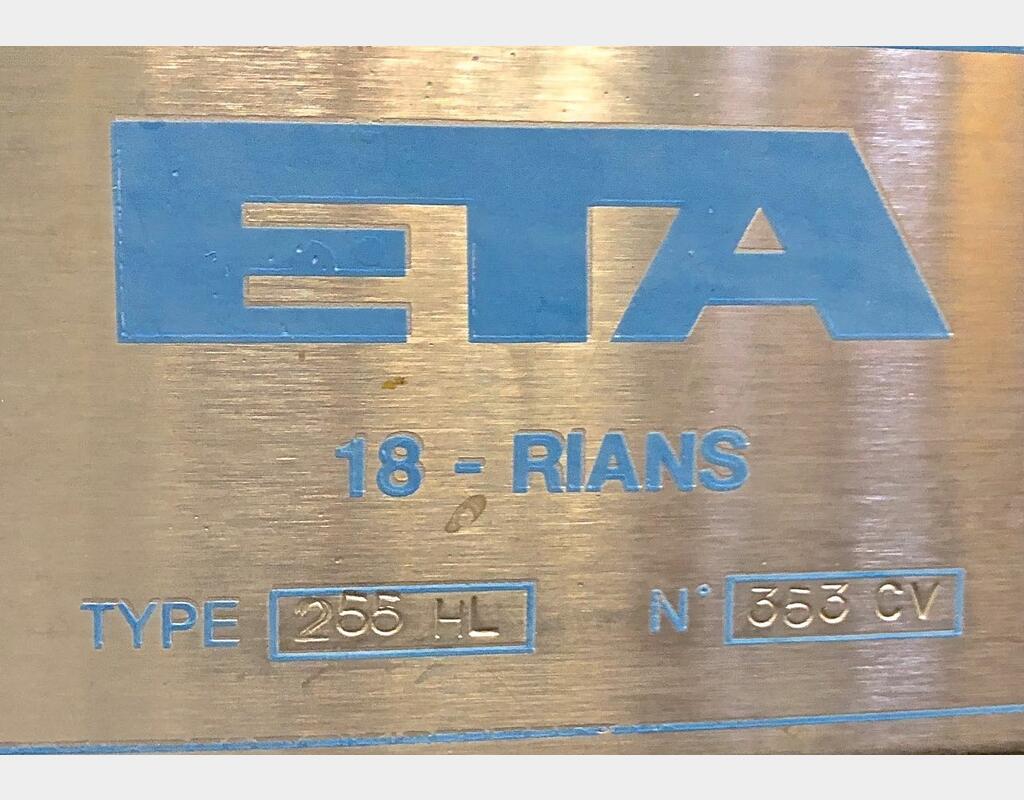 ETA
18 - RIANS
TYPE 255 HL N° 353 CV